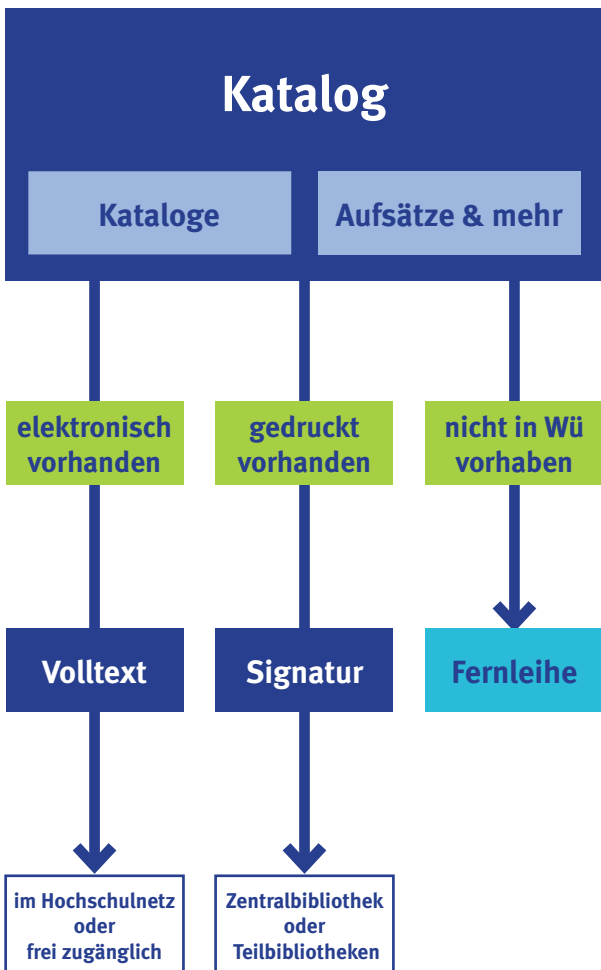 Katalog
Kataloge
Aufsätze & mehr
elektronisch
vorhanden
gedruckt
vorhanden
nicht in Wü
vorhaben
Volltext
Signatur
Fernleihe
im Hochschulnetz
oder
frei zugänglich
Zentralbibliothek
oder
Teilbibliotheken